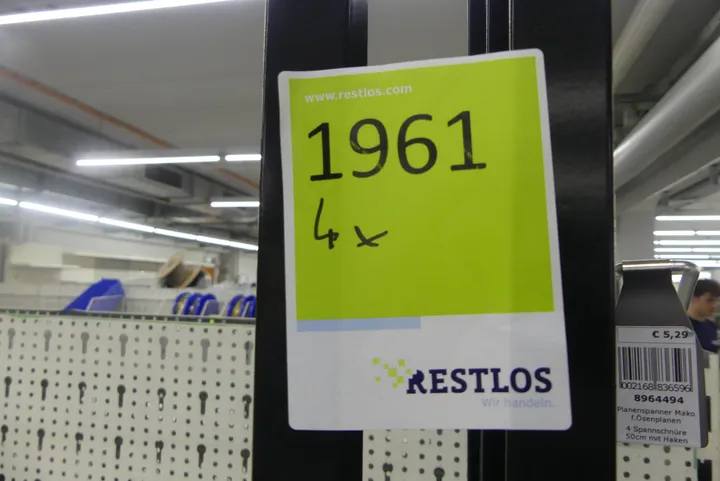 www.restlos.com
1961
4x
RESTLOS
Wir handeln.
€ 5,29
002168836596
8964494
Planenspanner Mako
f.Ösenplanen
4 Spannschnüre
50cm mit Haken